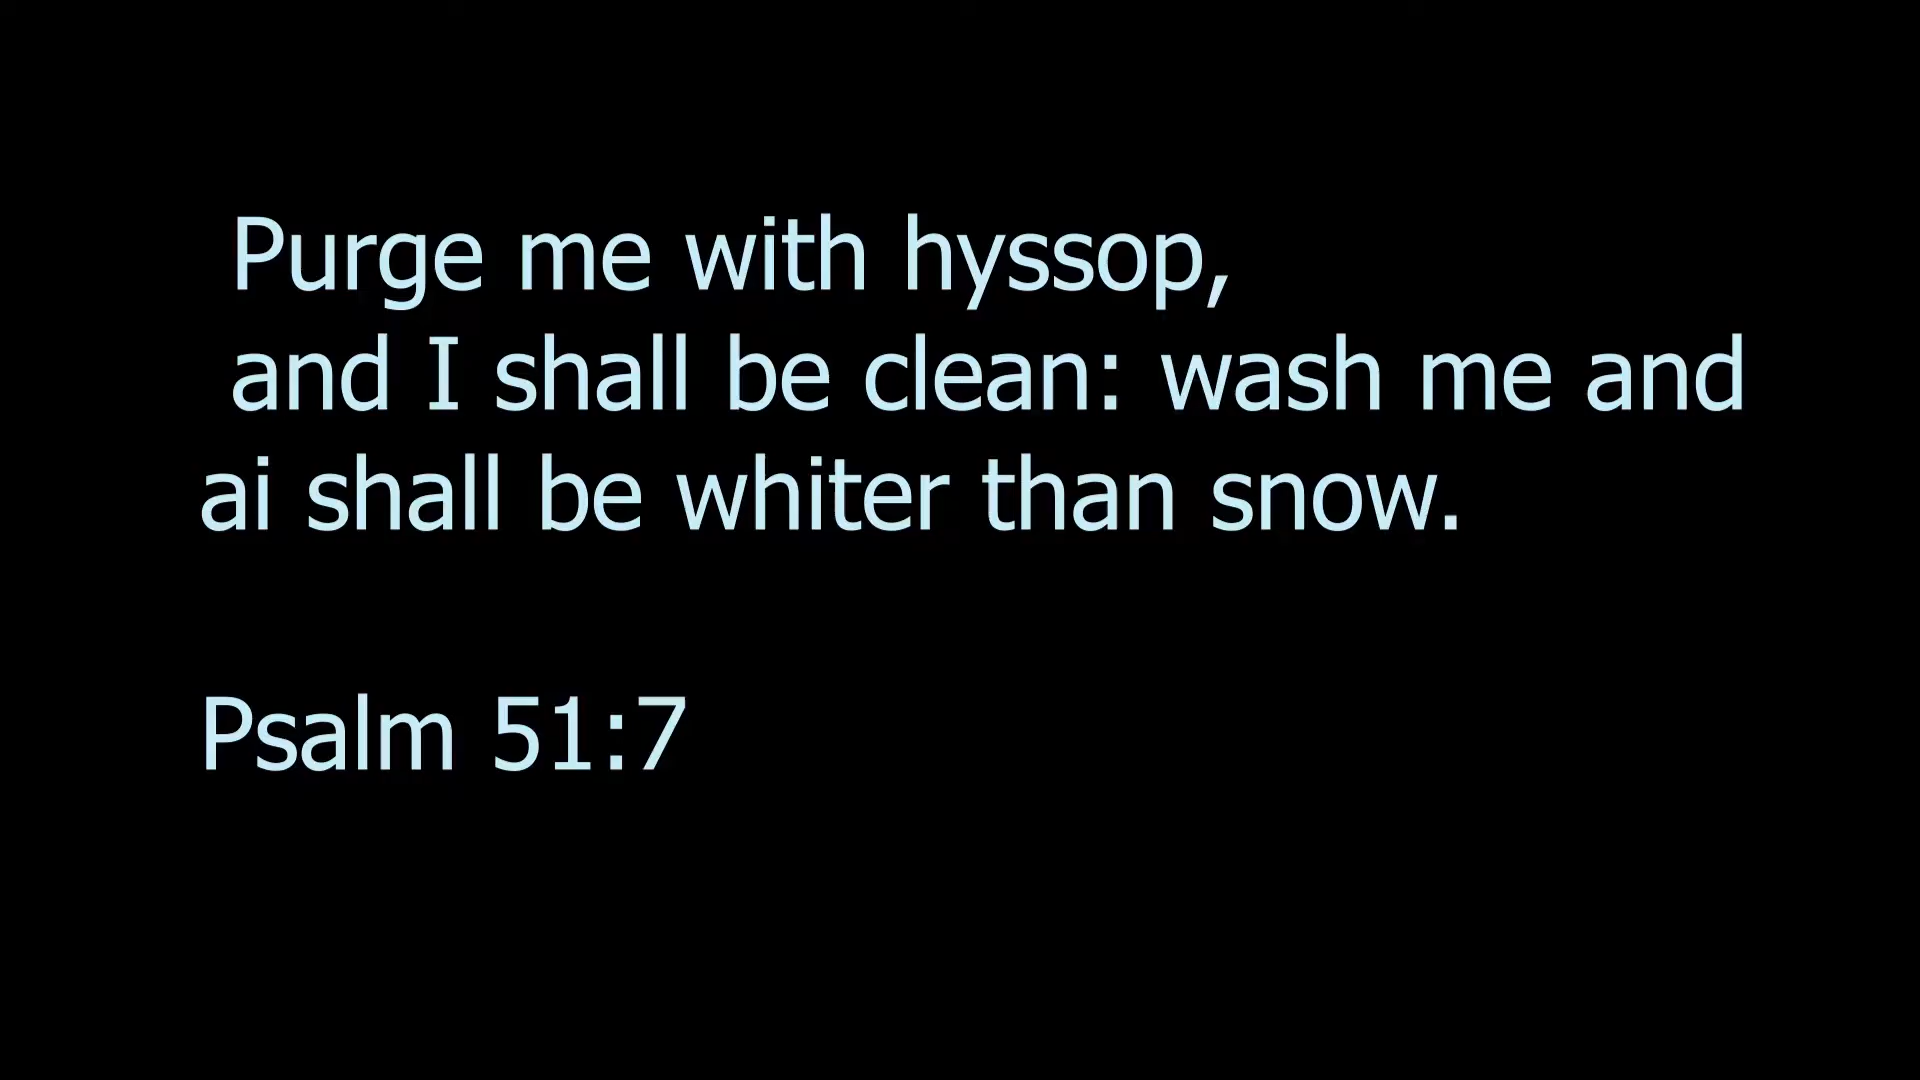 Purge me with hyssop,
and I shall be clean: wash me and
ai shall be whiter than snow.
Psalm 51:7